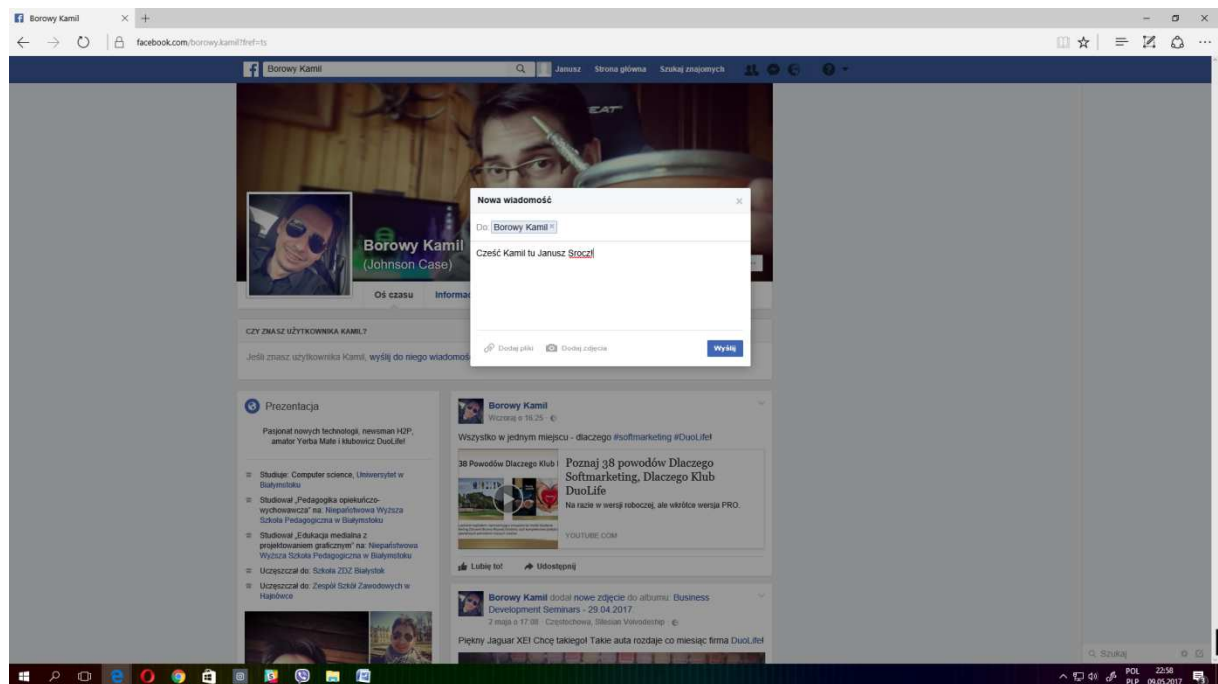 Borowy Kamil
facebook.com/borowy.kamil?fref=ts
Borowy Kamil
Janusz Strona główna Szukaj znajomych
EAT
Borowy Kamil
(Johnson Case)
Oś czasu
Nowa wiadomość
Do: Borowy Kamil
Cześć Kamil tu Janusz Sroczł
Dodaj pliki Dodaj zdjęcia Wyślij
CZY ZNASZ UŻYTKOWNIKA KAMIL?
Jeśli znasz użytkownika Kamil, wyślij do niego
Prezentacja
Pasjonat nowych technologii, newsman H2P,
amator Yerba Mate i klubowicz DuoLife!
Studiuje: Computer science, Uniwersytet w
Białymstoku
Studiował „Pedagogika opiekuńczo-
wychowawcza" na: Niepaństwowa Wyższa
Szkoła Pedagogiczna w Białymstoku
Studiował „Edukacja medialna z
projektowaniem graficznym" na: Niepaństwowa
Wyższa Szkoła Pedagogiczna w Białymstoku
Uczęszczał do: Szkoła ZDZ Białystok
Uczęszczał do: Zespół Szkół Zawodowych w
Hajnówce
Borowy Kamil
Wczoraj o 16:25
Wszystko w jednym miejscu - dlaczego #softmarketing #DuoLife!
38 Powodów Dlaczego Klub
Poznaj 38 powodów Dlaczego
Softmarketing, Dlaczego Klub
DuoLife
Na razie w wersji roboczej, ale wkrótce wersja PRO.
YOUTUBE.COM
Lubię to! Udostępnij
Borowy Kamil dodał nowe zdjęcie do albumu: Business
Development Seminars - 29.04.2017.
2 maja o 17:08 · Częstochowa, Silesian Voivodeship
Piękny Jaguar XE! Chcę takiego! Takie auta rozdaje co miesiąc firma DuoLife!
Szukaj
POL 22:58
PLP 09.05.2017